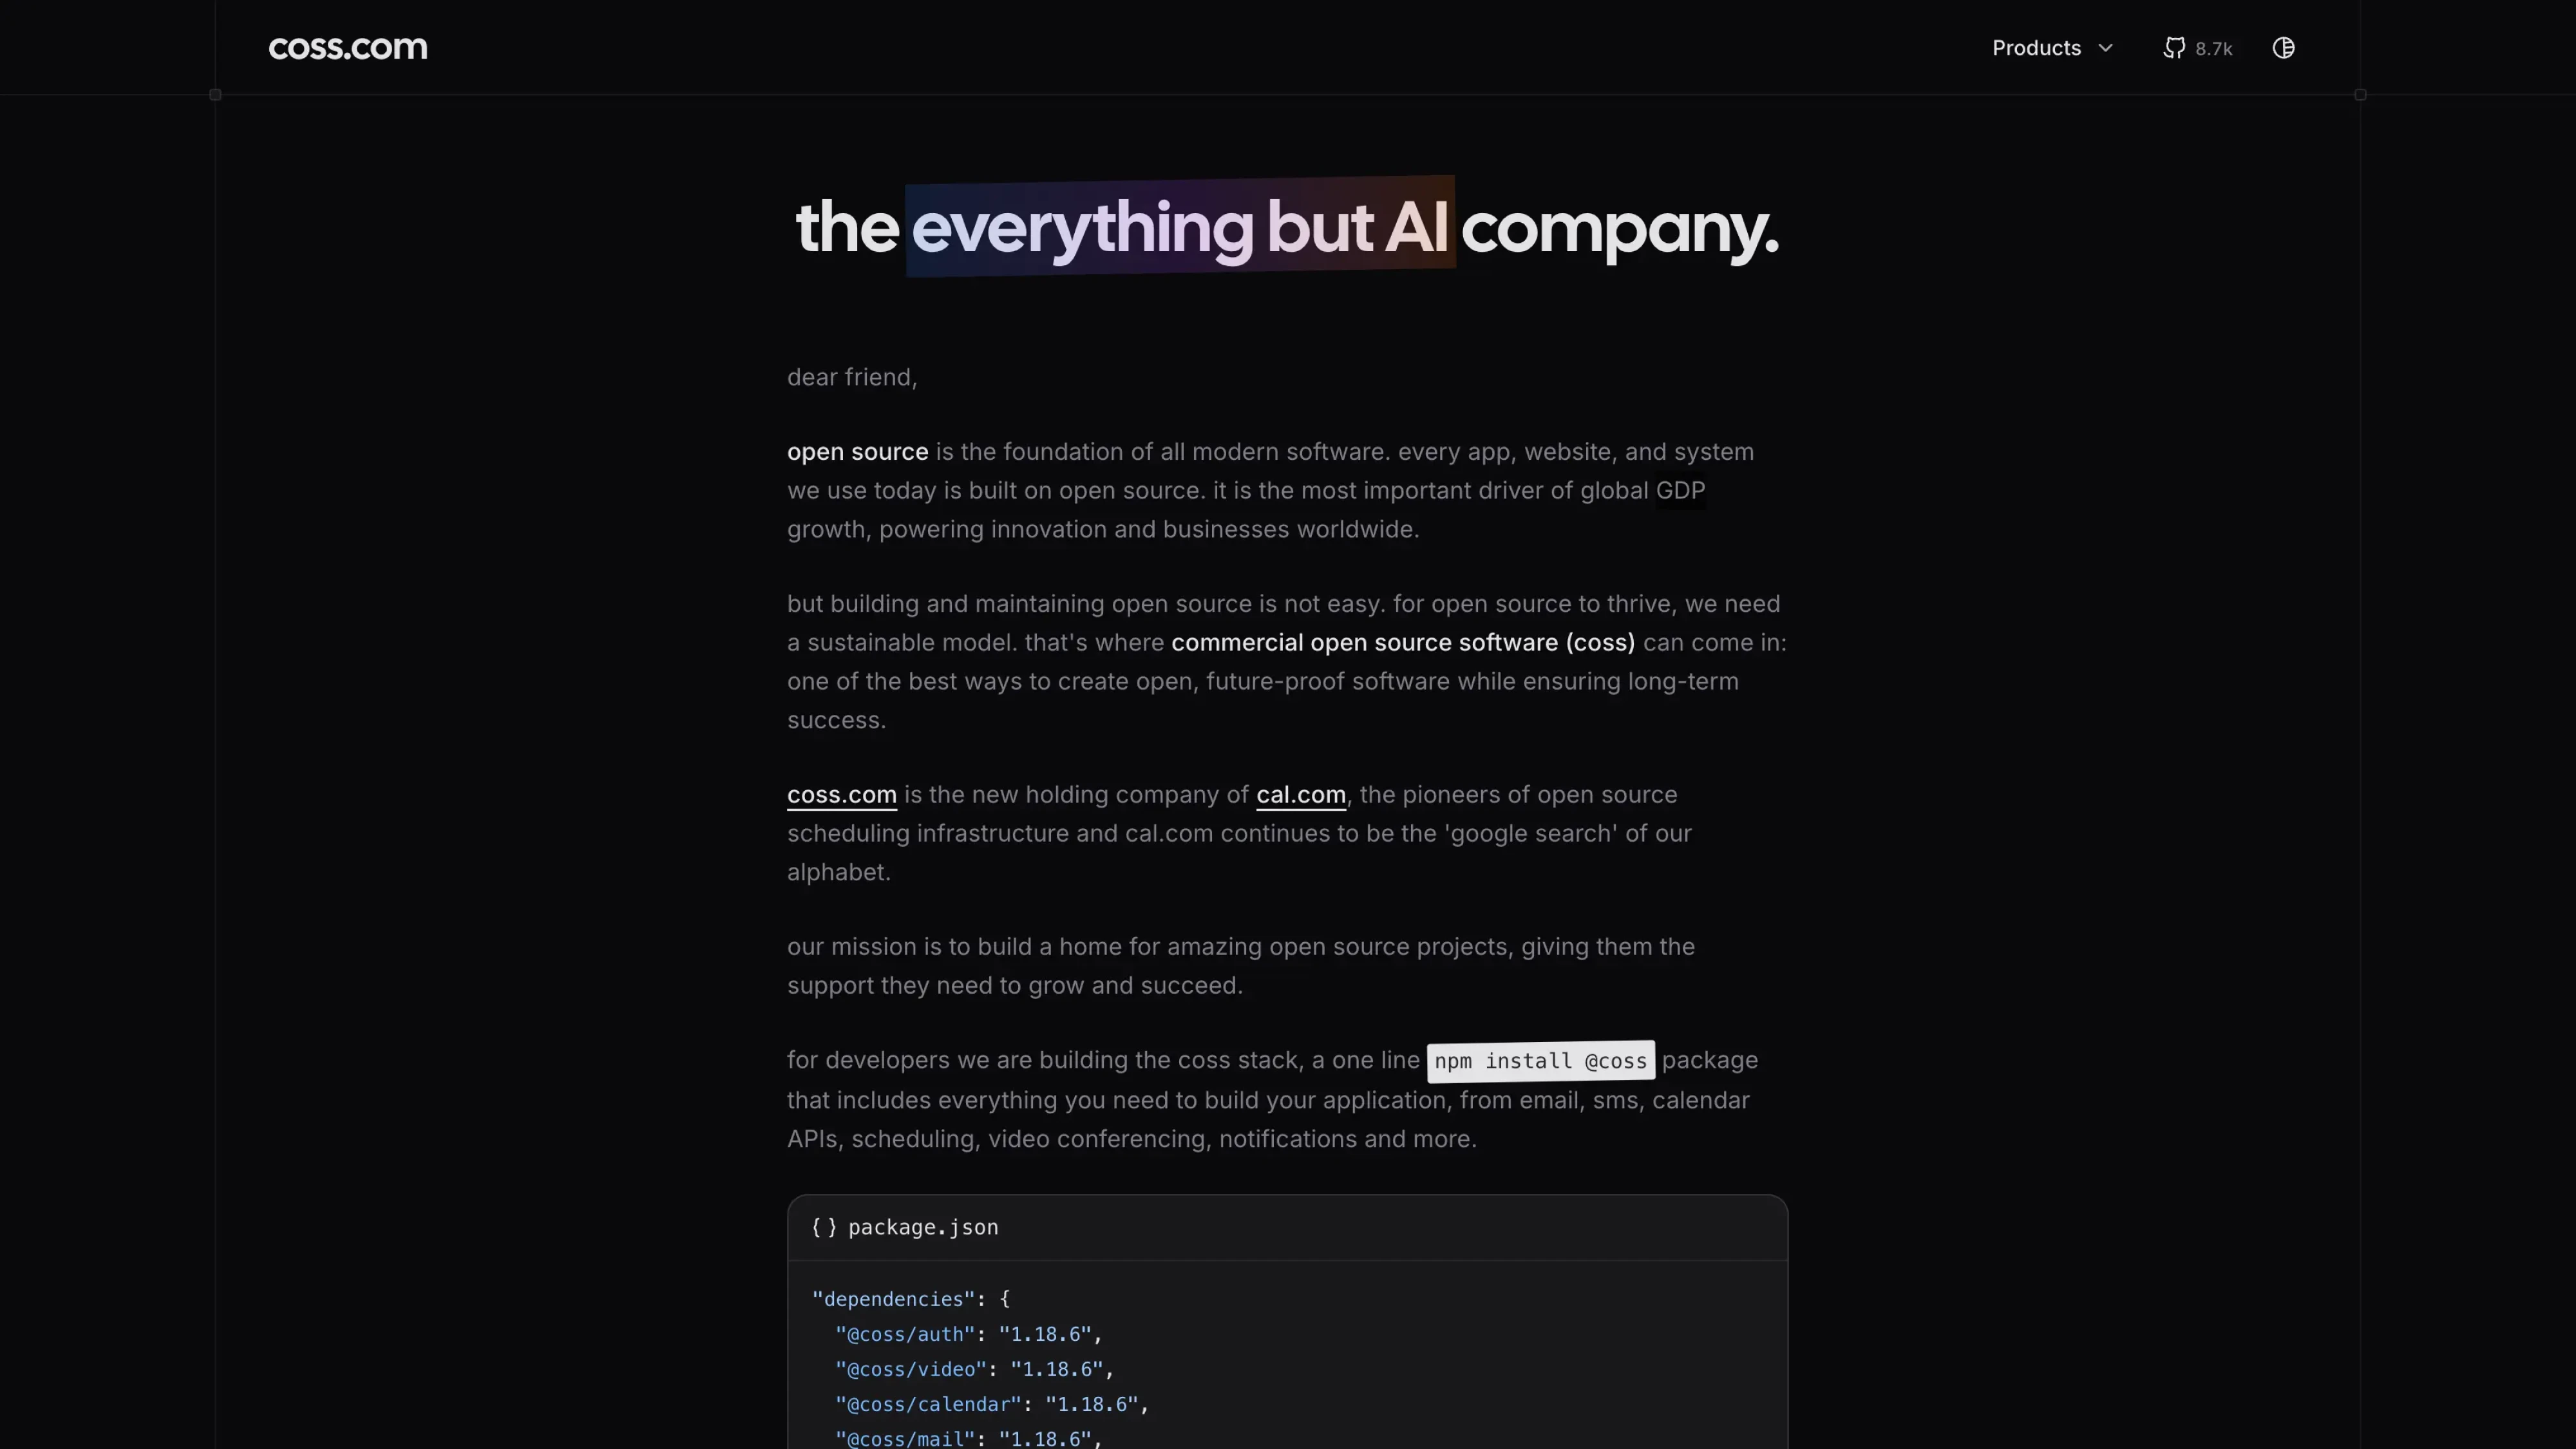 coss.com
Products
8.7k
the everything but AI company.
dear friend,
open source is the foundation of all modern software. every app, website, and system
we use today is built on open source. it is the most important driver of global GDP
growth, powering innovation and businesses worldwide.
but building and maintaining open source is not easy. for open source to thrive, we need
a sustainable model. that's where commercial open source software (coss) can come in:
one of the best ways to create open, future-proof software while ensuring long-term
success.
coss.com is the new holding company of cal.com, the pioneers of open source
scheduling infrastructure and cal.com continues to be the 'google search' of our
alphabet.
our mission is to build a home for amazing open source projects, giving them the
support they need to grow and succeed.
for developers we are building the coss stack, a one line npm install @coss package
that includes everything you need to build your application, from email, sms, calendar
APIs, scheduling, video conferencing, notifications and more.
{} package.json
"dependencies": {
"@coss/auth": "1.18.6",
"@coss/video": "1.18.6",
"@coss/calendar": "1.18.6",
"@coss/mail": "1.18.6",